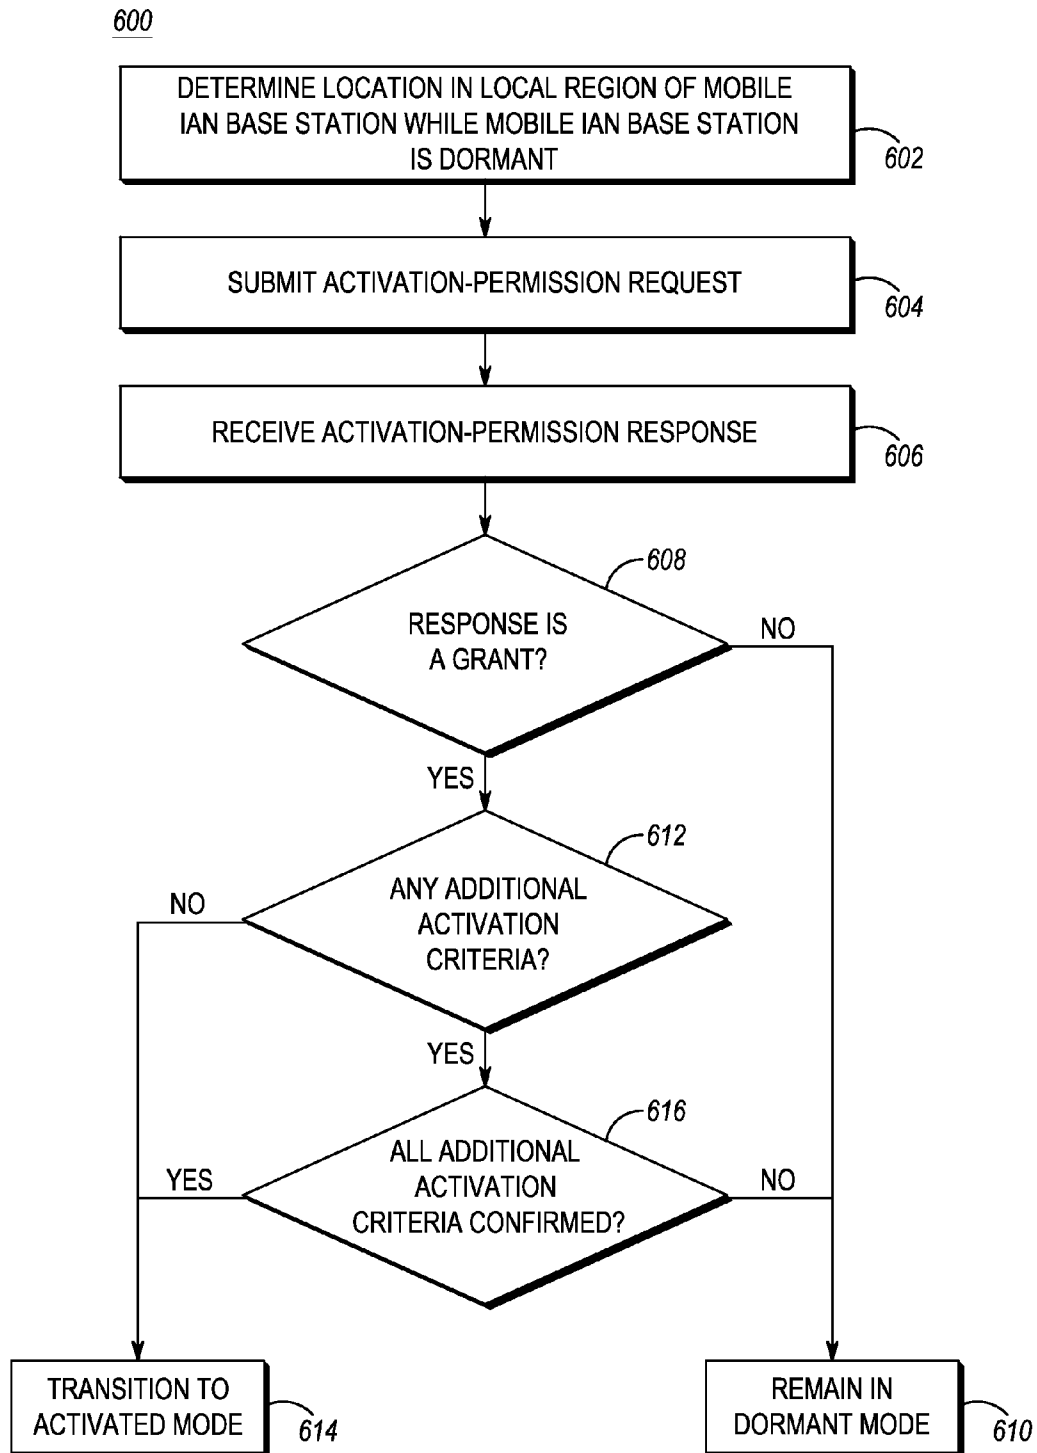 600
DETERMINE LOCATION IN LOCAL REGION OF MOBILE
IAN BASE STATION WHILE MOBILE IAN BASE STATION
IS DORMANT
602
SUBMIT ACTIVATION-PERMISSION REQUEST
604
RECEIVE ACTIVATION-PERMISSION RESPONSE
606
608
RESPONSE IS
A GRANT?
NO
YES
612
ANY ADDITIONAL
ACTIVATION
CRITERIA?
NO
YES
616
ALL ADDITIONAL
ACTIVATION
CRITERIA CONFIRMED?
YES
NO
TRANSITION TO
ACTIVATED MODE
614
REMAIN IN
DORMANT MODE
610